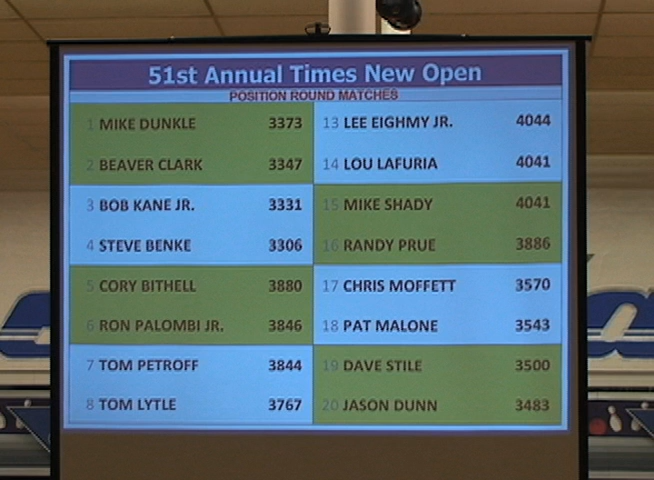 51st Annual Times New Open
POSITION ROUND MATCHES
1 MIKE DUNKLE 3373
2 BEAVER CLARK 3347
3 BOB KANE JR. 3331
4 STEVE BENKE 3306
5 CORY BITHELL 3880
6 RON PALOMBI JR. 3846
7 TOM PETROFF 3844
8 TOM LYTLE 3767
13 LEE EIGHMY JR. 4044
14 LOU LAFURIA 4041
15 MIKE SHADY 4041
16 RANDY PRUE 3886
17 CHRIS MOFFETT 3570
18 PAT MALONE 3543
19 DAVE STILE 3500
20 JASON DUNN 3483